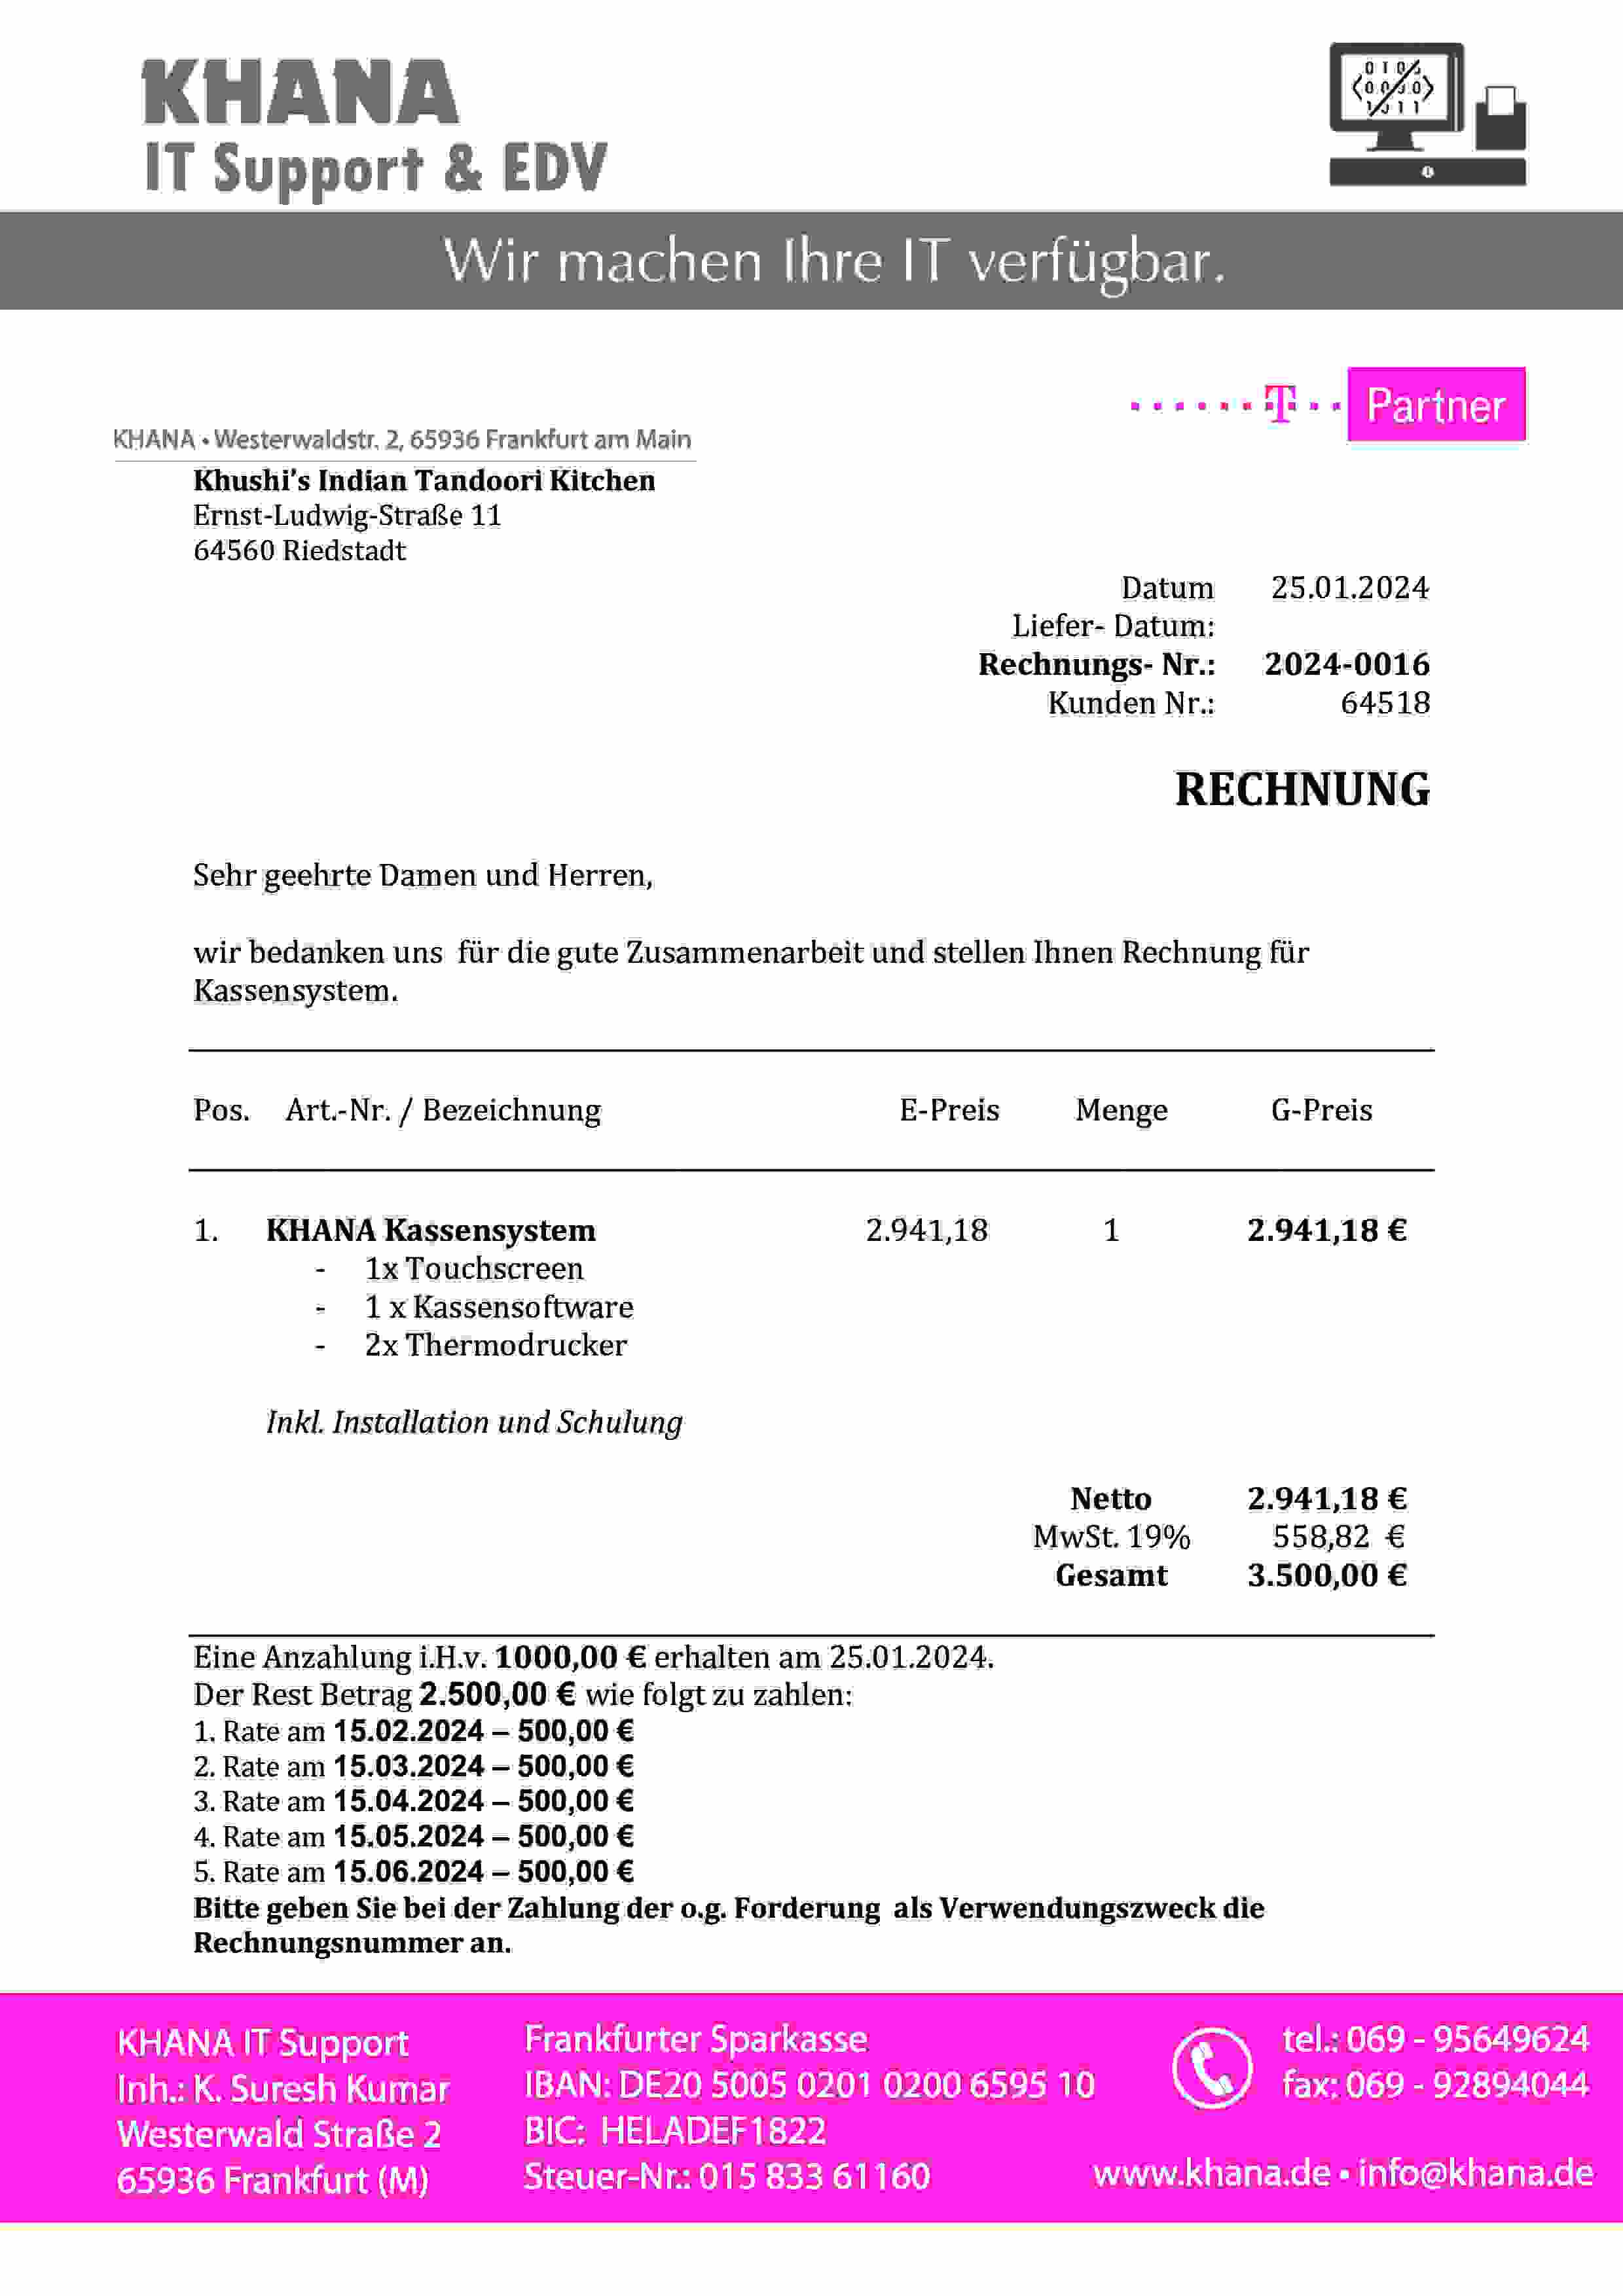 KHANA
IT Support & EDV
Wir machen Ihre IT verfügbar.
T Partner
KHANA • Westerwaldstr. 2, 65936 Frankfurt am Main
Khushi's Indian Tandoori Kitchen
Ernst-Ludwig-Straße 11
64560 Riedstadt
Datum 25.01.2024
Liefer- Datum:
Rechnungs- Nr.: 2024-0016
Kunden Nr.: 64518
RECHNUNG
Sehr geehrte Damen und Herren,
wir bedanken uns für die gute Zusammenarbeit und stellen Ihnen Rechnung für
Kassensystem.
Pos. Art.-Nr. / Bezeichnung E-Preis Menge G-Preis
1. KHANA Kassensystem 2.941,18 1 2.941,18 €
- 1x Touchscreen
- 1 x Kassensoftware
- 2x Thermodrucker
Inkl. Installation und Schulung
Netto 2.941,18 €
MwSt. 19% 558,82 €
Gesamt 3.500,00 €
Eine Anzahlung i.H.v. 1000,00 € erhalten am 25.01.2024.
Der Rest Betrag 2.500,00 € wie folgt zu zahlen:
1. Rate am 15.02.2024 – 500,00 €
2. Rate am 15.03.2024 – 500,00 €
3. Rate am 15.04.2024 – 500,00 €
4. Rate am 15.05.2024 – 500,00 €
5. Rate am 15.06.2024 – 500,00 €
Bitte geben Sie bei der Zahlung der o.g. Forderung als Verwendungszweck die
Rechnungsnummer an.
KHANA IT Support
Inh.: K. Suresh Kumar
Westerwald Straße 2
65936 Frankfurt (M)
Frankfurter Sparkasse
IBAN: DE20 5005 0201 0200 6595 10
BIC: HELADEF1822
Steuer-Nr.: 015 833 61160
tel.: 069 - 95649624
fax: 069 - 92894044
www.khana.de • info@khana.de